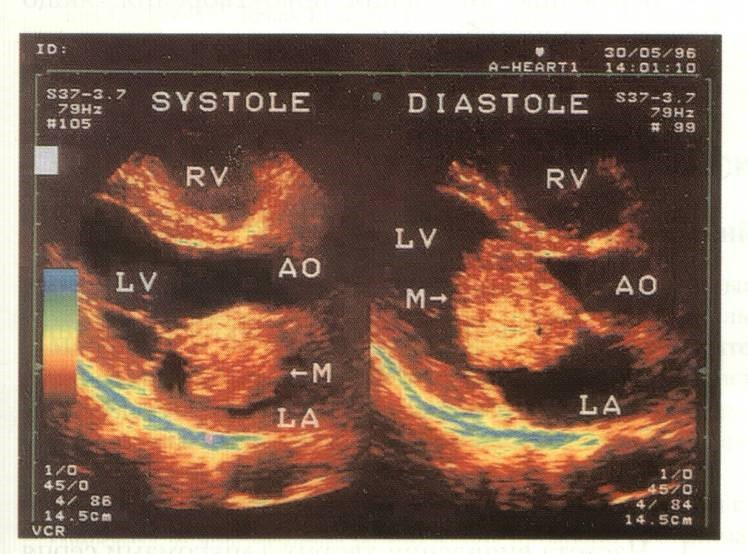 ID:
30/05/96
A-HEART1 14:01:10
S37-3.7
79Hz
#105
SYSTOLE
DIASTOLE
S37-3.7
79Hz
# 99
RV
RV
LV
AO
LV
AO
M→
←M
LA
LA
1/0
45/0
4/ 86
14.5cm
VCR
1/0
45/0
4/ 84
14.5cm